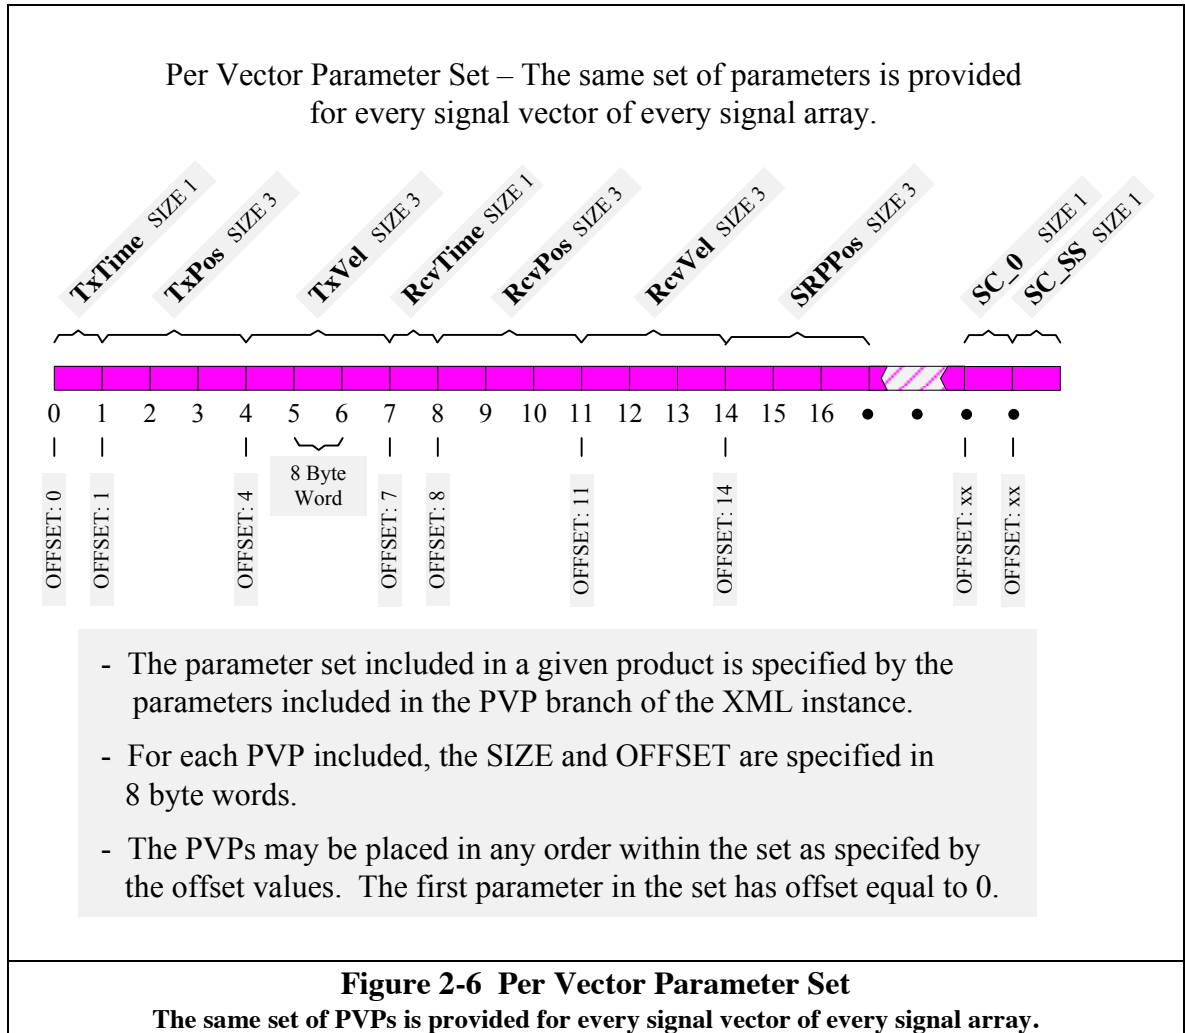 Per Vector Parameter Set – The same set of parameters is provided
for every signal vector of every signal array.
TxTime SIZE 1
TxPos SIZE 3
TxVel SIZE 3
RcvTime SIZE 1
RcvPos SIZE 3
RcvVel SIZE 3
SRPPos SIZE 3
SC_0 SIZE 1
SC_SS SIZE 1
0 1 2 3 4 5 6 7 8 9 10 11 12 13 14 15 16 • • • •
8 Byte
Word
OFFSET: 0
OFFSET: 1
OFFSET: 4
OFFSET: 7
OFFSET: 8
OFFSET: 11
OFFSET: 14
OFFSET: xx
OFFSET: xx
- The parameter set included in a given product is specified by the
parameters included in the PVP branch of the XML instance.
- For each PVP included, the SIZE and OFFSET are specified in
8 byte words.
- The PVPs may be placed in any order within the set as specifed by
the offset values. The first parameter in the set has offset equal to 0.
Figure 2-6 Per Vector Parameter Set
The same set of PVPs is provided for every signal vector of every signal array.